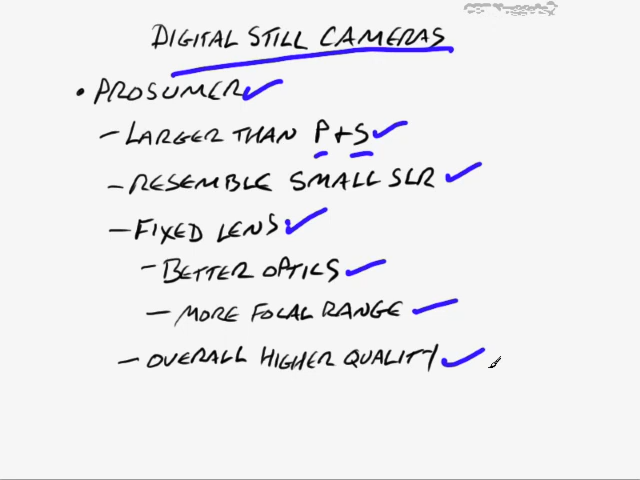 DIGITAL STILL CAMERAS
• PROSUMER
- LARGER THAN P+S
- RESEMBLE SMALL SLR
- FIXED LENS
- BETTER OPTICS
- MORE FOCAL RANGE
- OVERALL HIGHER QUALITY